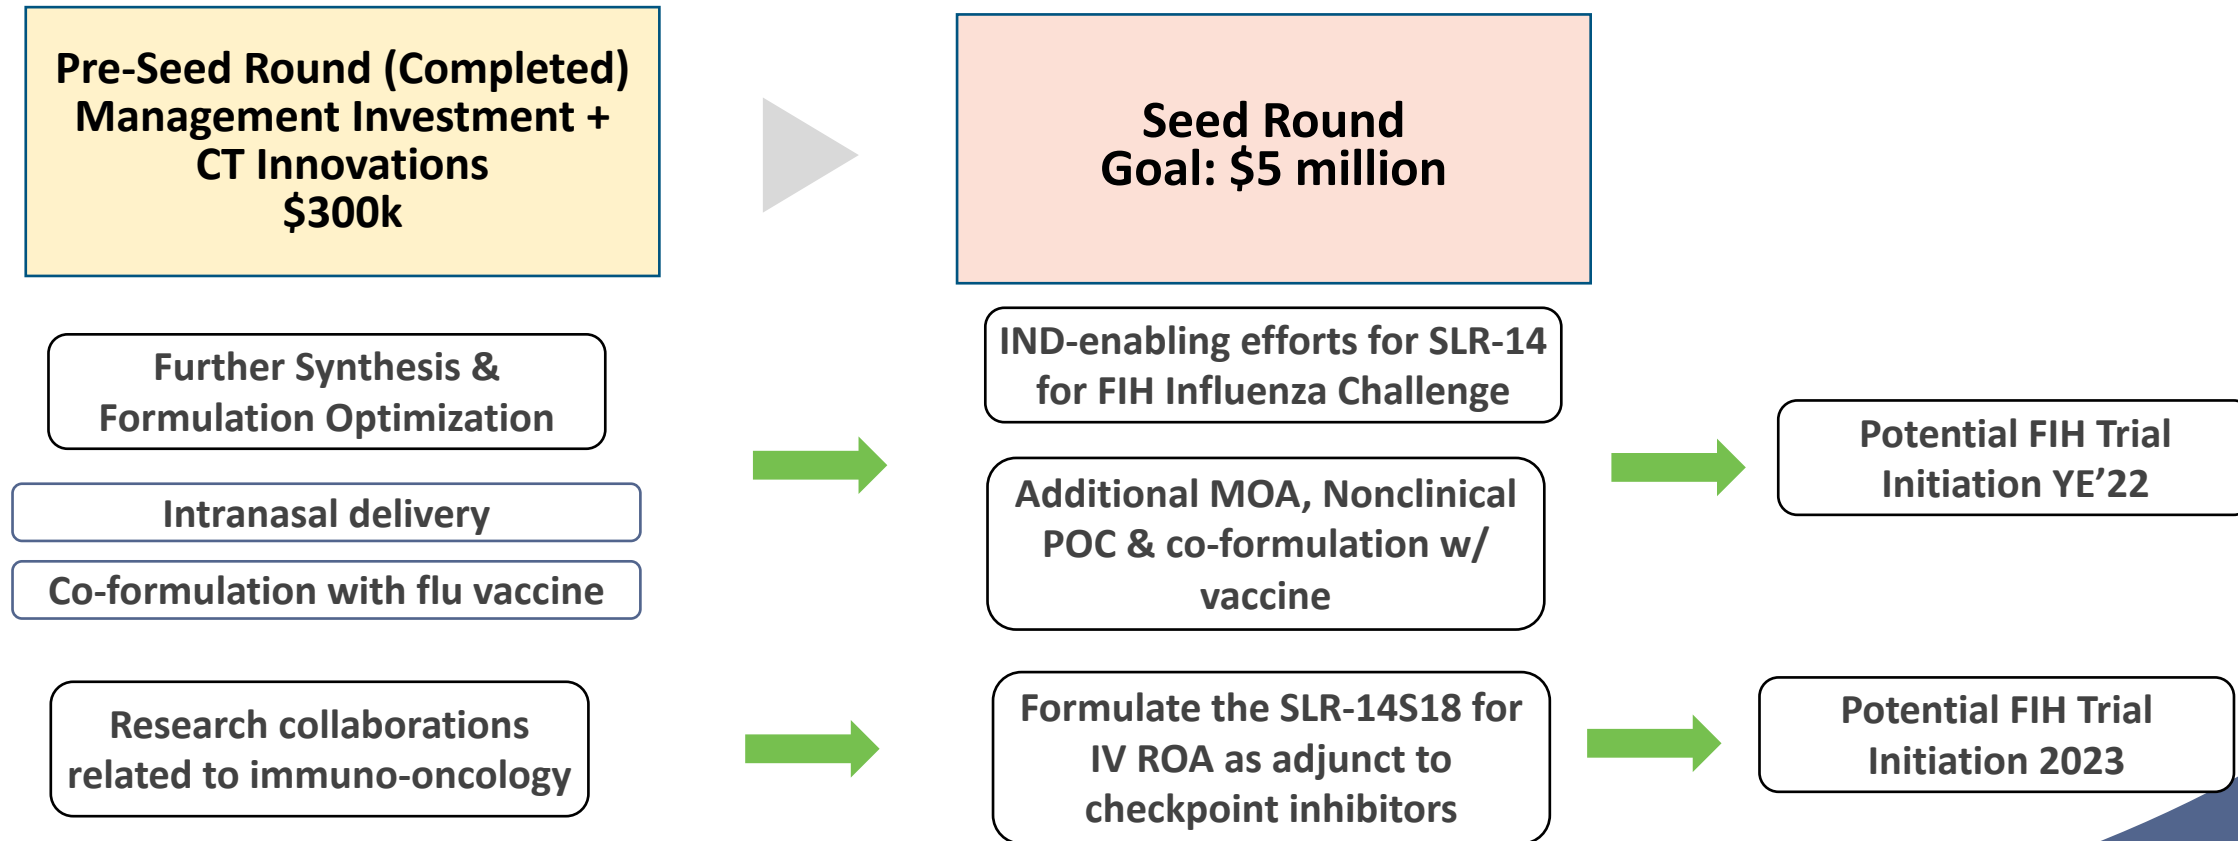 Pre-Seed Round (Completed)
Management Investment +
CT Innovations
$300k
Seed Round
Goal: $5 million
Further Synthesis &
Formulation Optimization
Intranasal delivery
Co-formulation with flu vaccine
IND-enabling efforts for SLR-14
for FIH Influenza Challenge
Additional MOA, Nonclinical
POC & co-formulation w/
vaccine
Potential FIH Trial
Initiation YE’22
Research collaborations
related to immuno-oncology
Formulate the SLR-14S18 for
IV ROA as adjunct to
checkpoint inhibitors
Potential FIH Trial
Initiation 2023